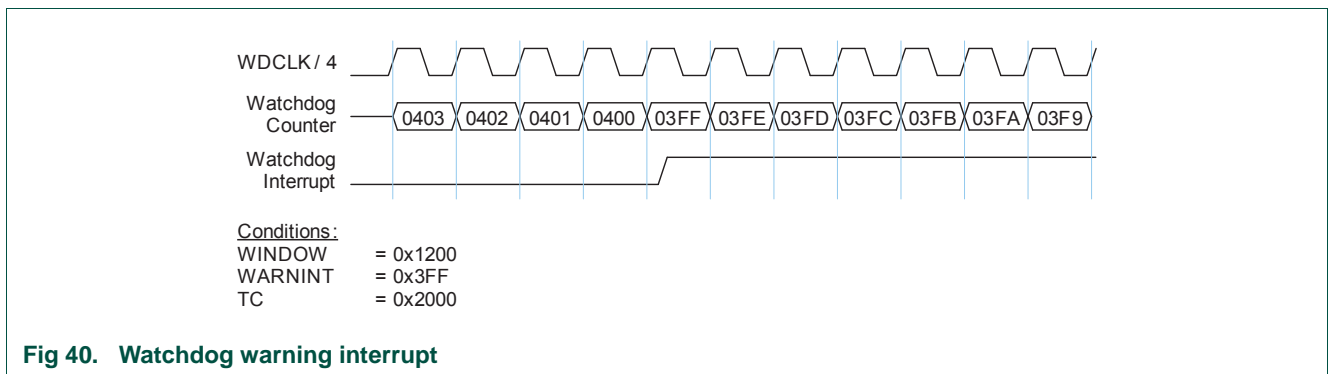 WDCLK / 4
Watchdog
Counter
0403 0402 0401 0400 03FF 03FE 03FD 03FC 03FB 03FA 03F9
Watchdog
Interrupt
Conditions:
WINDOW = 0x1200
WARNINT = 0x3FF
TC = 0x2000
Fig 40. Watchdog warning interrupt